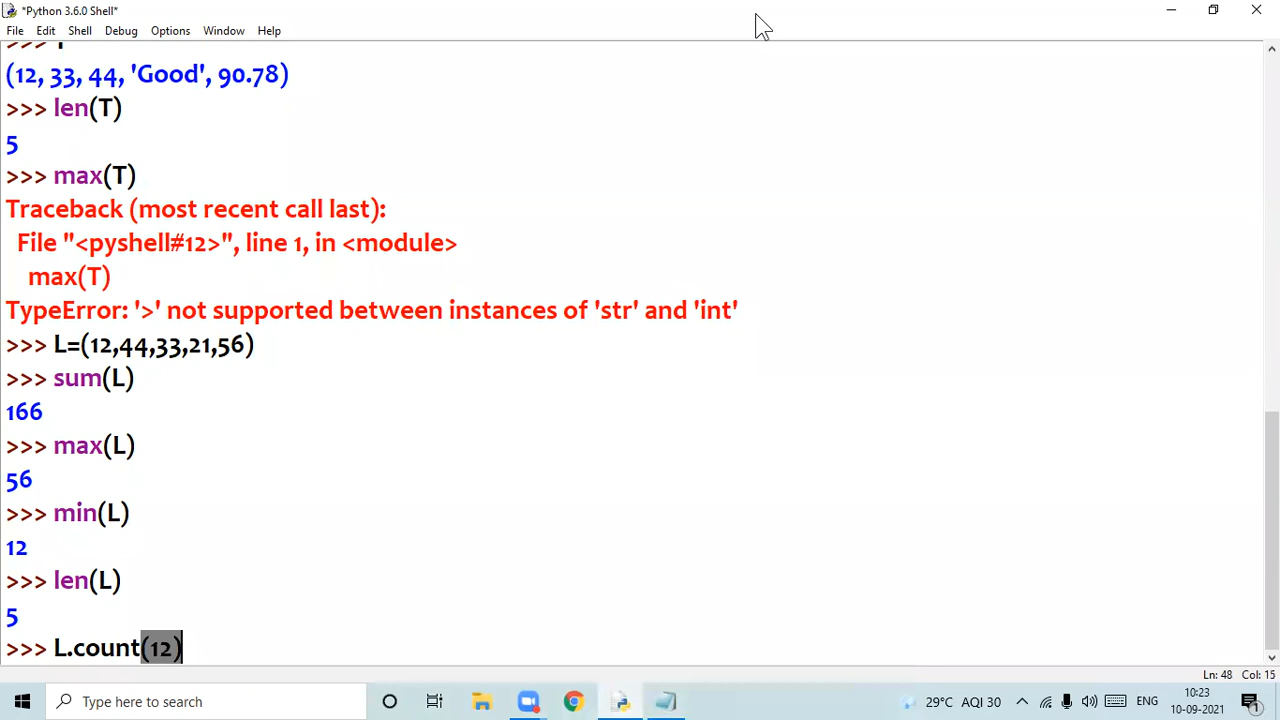 *Python 3.6.0 Shell*
File Edit Shell Debug Options Window Help
(12, 33, 44, 'Good', 90.78)
>>> len(T)
5
>>> max(T)
Traceback (most recent call last):
File "<pyshell#12>", line 1, in <module>
max(T)
TypeError: '>' not supported between instances of 'str' and 'int'
>>> L=(12,44,33,21,56)
>>> sum(L)
166
>>> max(L)
56
>>> min(L)
12
>>> len(L)
5
>>> L.count(12)
Ln: 48 Col: 15
Type here to search
29°C AQI 30
ENG
10:23
10-09-2021
1